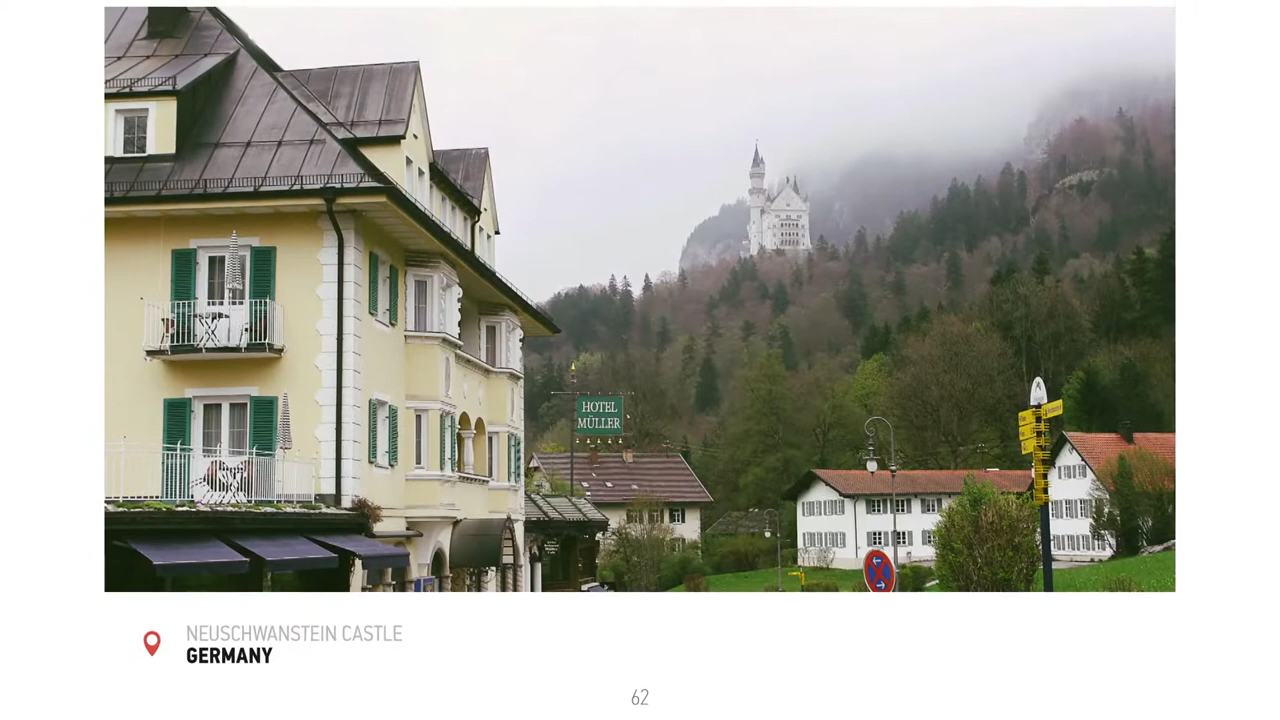 HOTEL
MÜLLER
NEUSCHWANSTEIN CASTLE
GERMANY
62